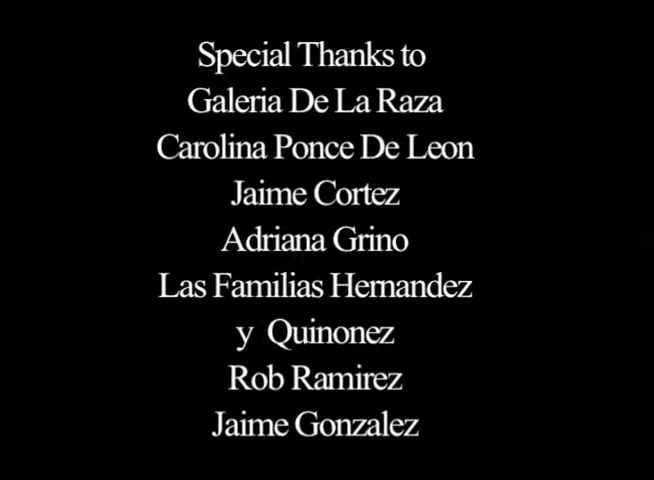 Special Thanks to
Galeria De La Raza
Carolina Ponce De Leon
Jaime Cortez
Adriana Grino
Las Familias Hernandez
y Quinonez
Rob Ramirez
Jaime Gonzalez